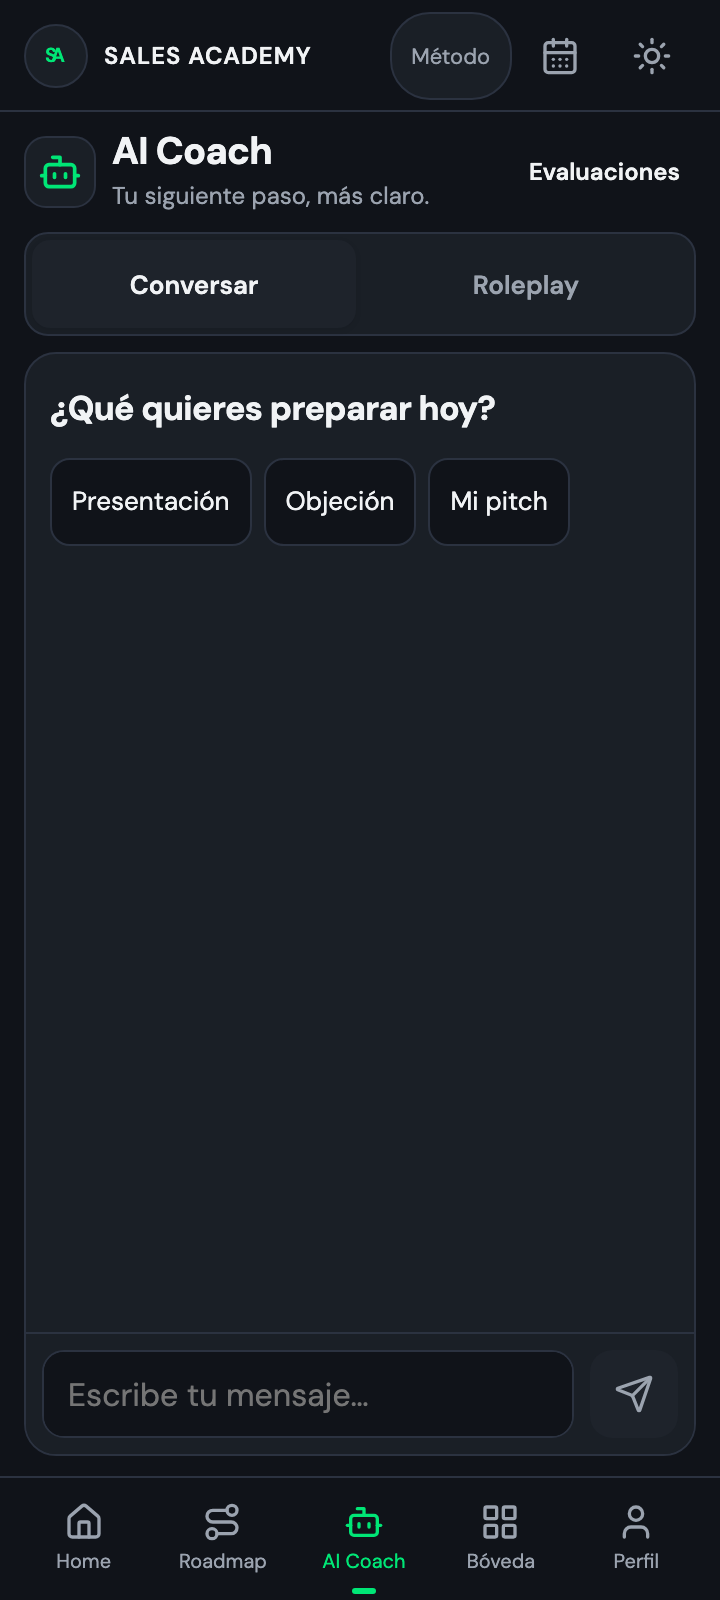 SA SALES ACADEMY Método
AI Coach
Tu siguiente paso, más claro.
Evaluaciones
Conversar Roleplay
¿Qué quieres preparar hoy?
Presentación Objeción Mi pitch
Escribe tu mensaje...
Home Roadmap AI Coach Bóveda Perfil